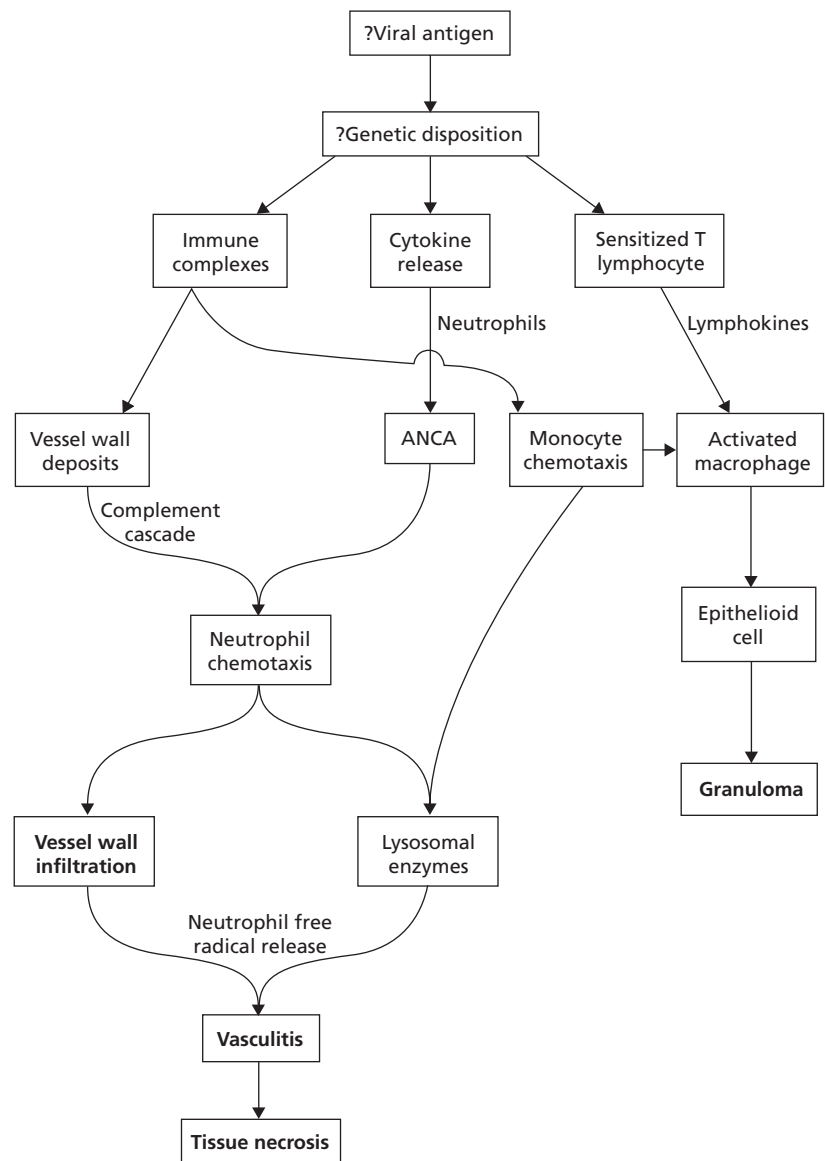 ?Viral antigen
?Genetic disposition
Immune
complexes
Cytokine
release
Sensitized T
lymphocyte
Neutrophils
Lymphokines
Vessel wall
deposits
ANCA
Monocyte
chemotaxis
Activated
macrophage
Complement
cascade
Neutrophil
chemotaxis
Epithelioid
cell
Granuloma
Vessel wall
infiltration
Lysosomal
enzymes
Neutrophil free
radical release
Vasculitis
Tissue necrosis